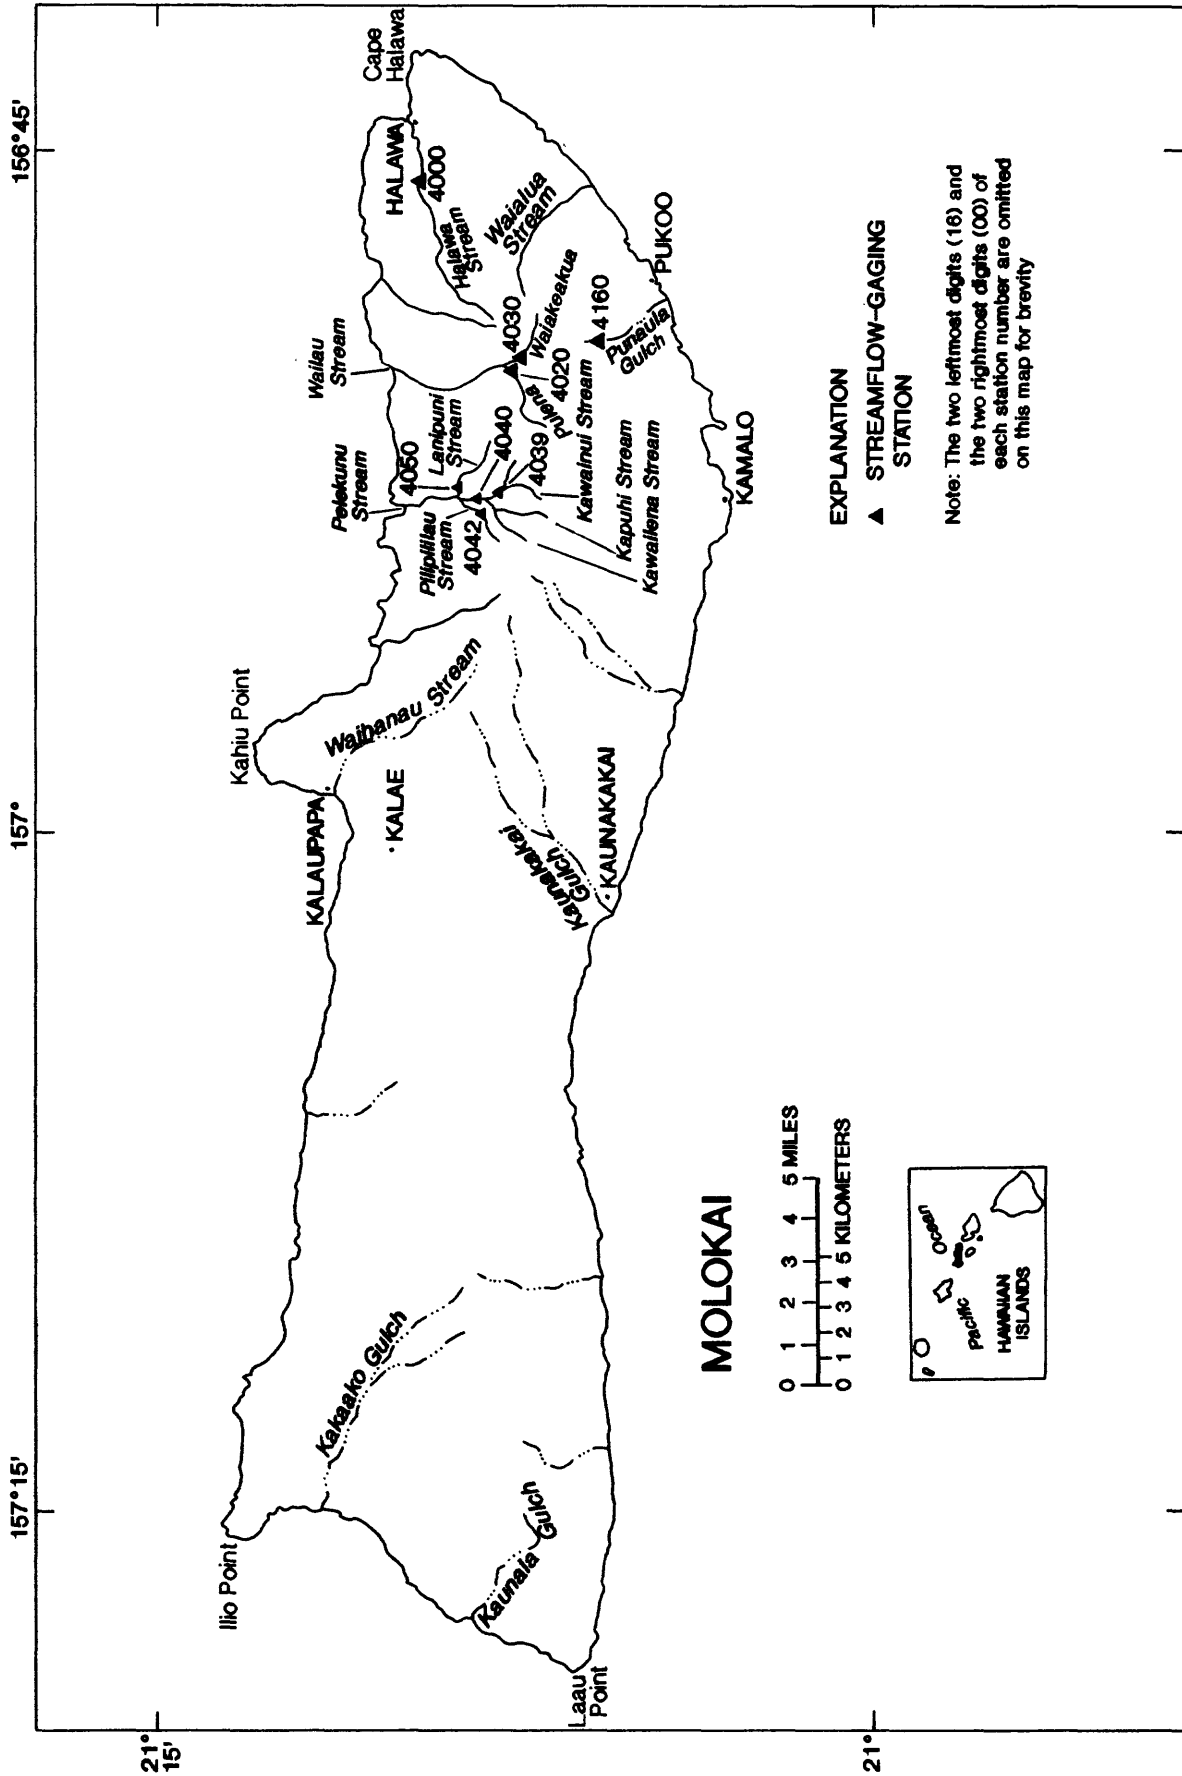 157°15'
157°
156°45'
21°
15'
21°
Ilio Point
Kahiu Point
Cape
Halawa
Laau
Point
KALAUPAPA
KALAE
HALAWA
4000
Halawa
Stream
Wailau
Stream
Pelekunu
Stream
Waialua
Stream
4050
Lanipuni
Stream
4040
4030
Waiakeakua
Pulena
4020
4160
Punaula
Gulch
PUKOO
Pilipililau
Stream
4042
4039
Kawainui Stream
Kapuhi Stream
Kawailena Stream
KAMALO
Waihanau Stream
Kaunakakai
Gulch
KAUNAKAKAI
Kakaako Gulch
Kaunala
Gulch
MOLOKAI
0 1 2 3 4 5 MILES
0 1 2 3 4 5 KILOMETERS
Pacific
Ocean
HAWAIIAN
ISLANDS
EXPLANATION
▲ STREAMFLOW-GAGING
STATION
Note: The two leftmost digits (16) and
the two rightmost digits (00) of
each station number are omitted
on this map for brevity